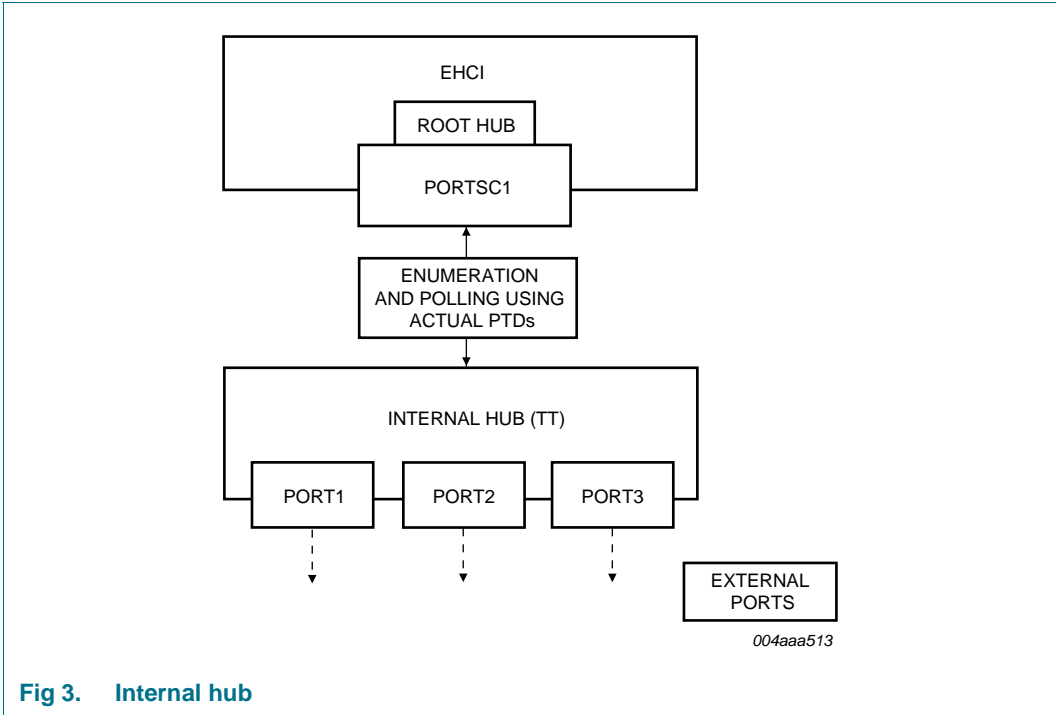 EHCI
ROOT HUB
PORTSC1
ENUMERATION
AND POLLING USING
ACTUAL PTDs
INTERNAL HUB (TT)
PORT1 PORT2 PORT3
EXTERNAL
PORTS
004aaa513
Fig 3. Internal hub